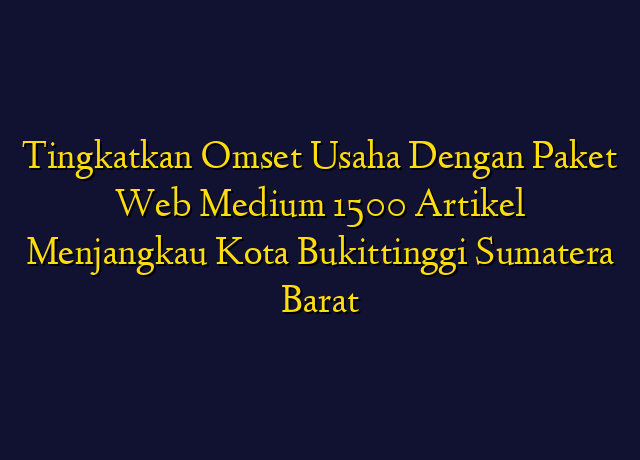 Tingkatkan Omset Usaha Dengan Paket
Web Medium 1500 Artikel
Menjangkau Kota Bukittinggi Sumatera
Barat